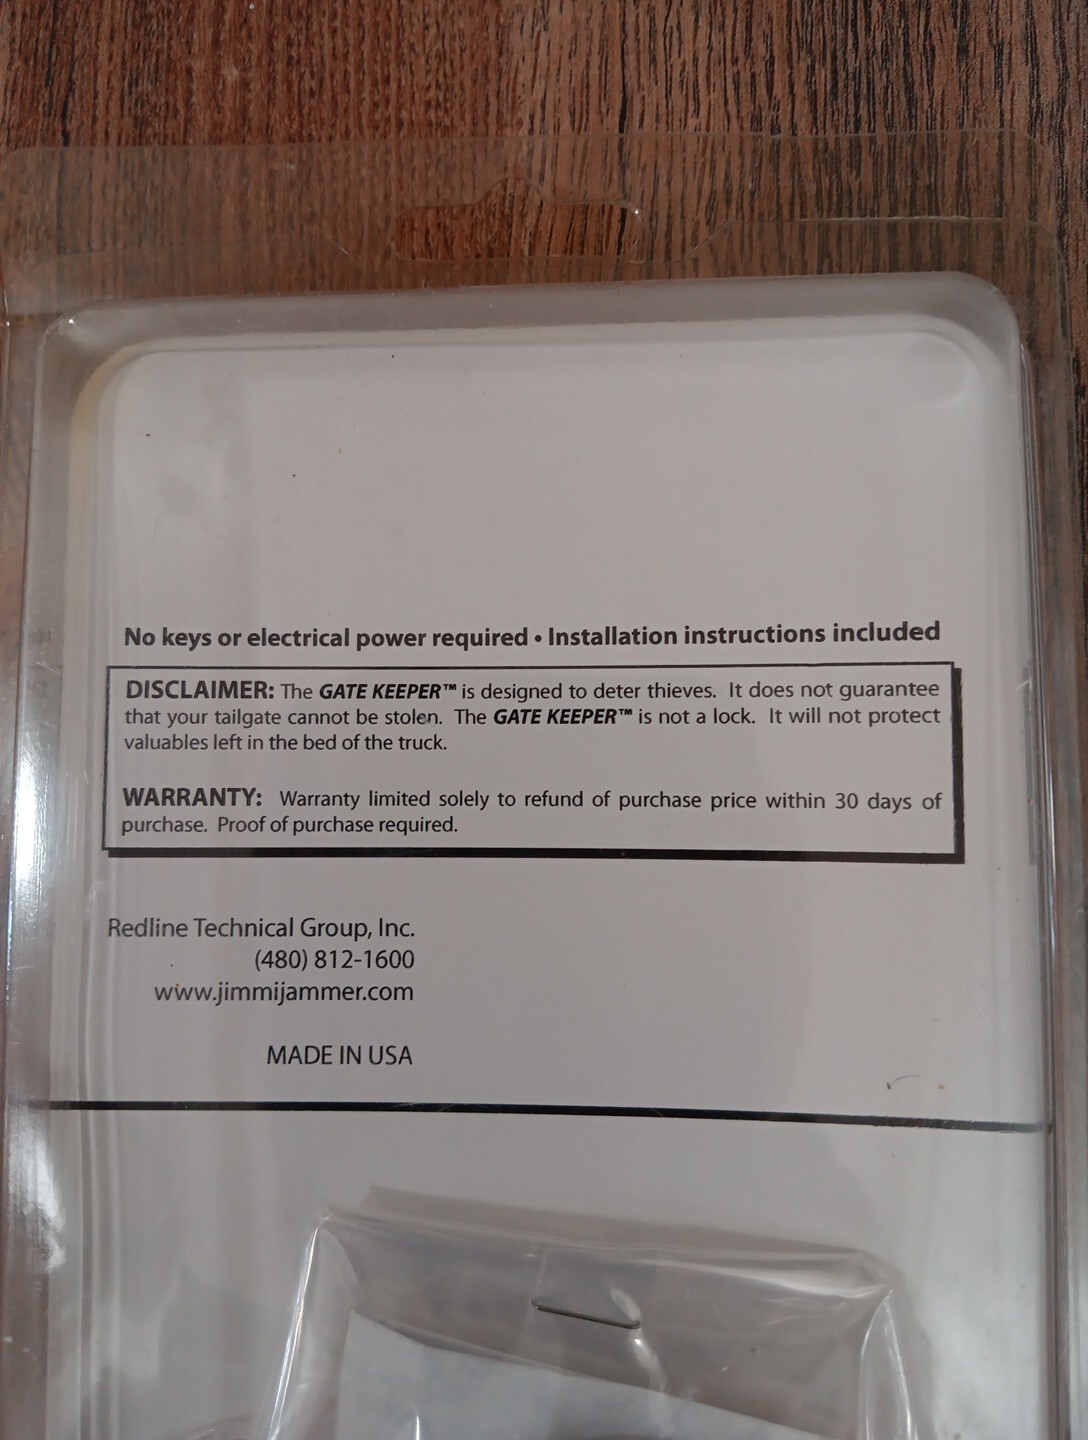 No keys or electrical power required • Installation instructions included
DISCLAIMER: The GATE KEEPER™ is designed to deter thieves. It does not guarantee
that your tailgate cannot be stolen. The GATE KEEPER™ is not a lock. It will not protect
valuables left in the bed of the truck.
WARRANTY: Warranty limited solely to refund of purchase price within 30 days of
purchase. Proof of purchase required.
Redline Technical Group, Inc.
(480) 812-1600
www.jimmijammer.com
MADE IN USA